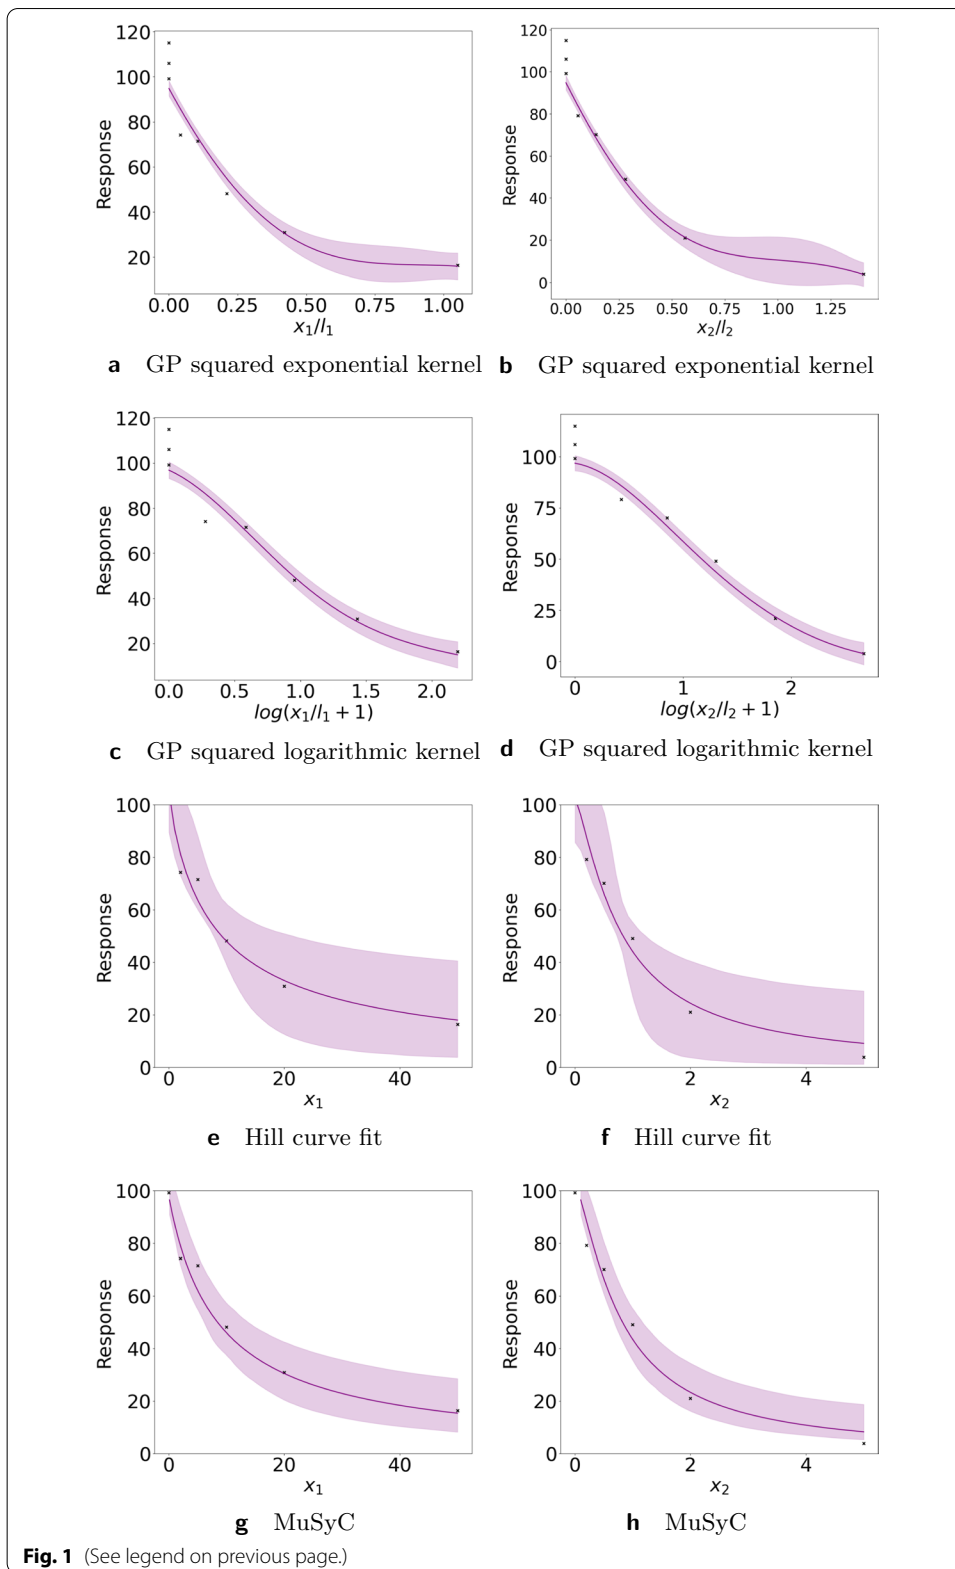 120
100
80
60
40
20
Response
0.00 0.25 0.50 0.75 1.00
x₁/l₁
120
100
80
60
40
20
0
Response
0.00 0.25 0.50 0.75 1.00 1.25
x₂/l₂
a GP squared exponential kernel
b GP squared exponential kernel
120
100
80
60
40
20
Response
0.0 0.5 1.0 1.5 2.0
log(x₁/l₁ + 1)
100
75
50
25
0
Response
0 1 2
log(x₂/l₂ + 1)
c GP squared logarithmic kernel
d GP squared logarithmic kernel
100
80
60
40
20
0
Response
0 20 40
x₁
100
80
60
40
20
0
Response
0 2 4
x₂
e Hill curve fit
f Hill curve fit
100
80
60
40
20
0
Response
0 20 40
x₁
100
80
60
40
20
0
Response
0 2 4
x₂
g MuSyC
h MuSyC
Fig. 1 (See legend on previous page.)